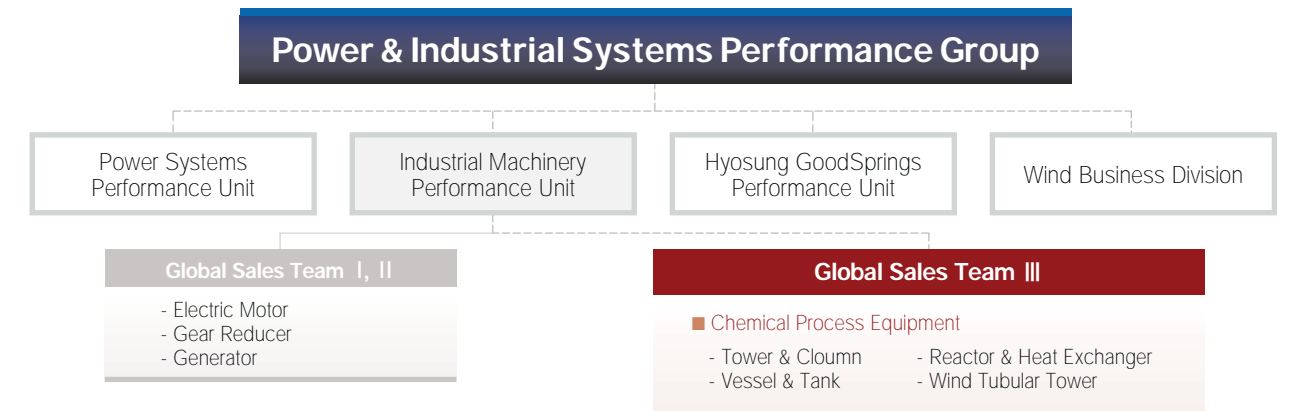 Power & Industrial Systems Performance Group
Power Systems
Performance Unit
Industrial Machinery
Performance Unit
Hyosung GoodSprings
Performance Unit
Wind Business Division
Global Sales Team Ⅰ, Ⅱ
- Electric Motor
- Gear Reducer
- Generator
Global Sales Team Ⅲ
■ Chemical Process Equipment
- Tower & Cloumn
- Vessel & Tank
- Reactor & Heat Exchanger
- Wind Tubular Tower